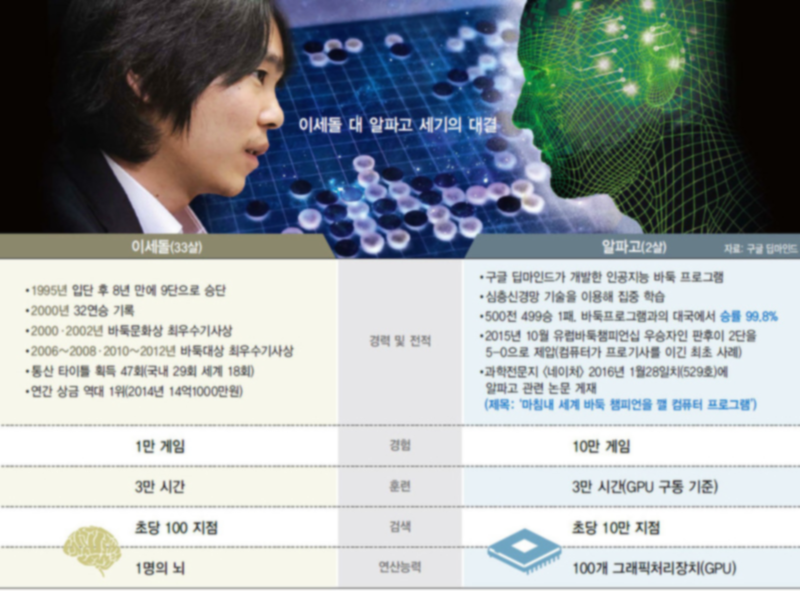 이세돌 대 알파고 세기의 대결
이세돌(33살)
알파고(2살)
자료: 구글 딥마인드
•1995년 입단 후 8년 만에 9단으로 승단
•2000년 32연승 기록
•2000·2002년 바둑문화상 최우수기사상
•2006~2008·2010~2012년 바둑대상 최우수기사상
•통산 타이틀 획득 47회(국내 29회 세계 18회)
•연간 상금 역대 1위(2014년 14억1000만원)
경력 및 전적
•구글 딥마인드가 개발한 인공지능 바둑 프로그램
•심층신경망 기술을 이용해 집중 학습
•500전 499승 1패, 바둑프로그램과의 대국에서 승률 99.8%
•2015년 10월 유럽바둑챔피언십 우승자인 판후이 2단을
5-0으로 제압(컴퓨터가 프로기사를 이긴 최초 사례)
•과학전문지 〈네이처〉 2016년 1월28일치(529호)에
알파고 관련 논문 게재
(제목: '마침내 세계 바둑 챔피언을 깰 컴퓨터 프로그램')
1만 게임
경험
10만 게임
3만 시간
훈련
3만 시간(GPU 구동 기준)
초당 100 지점
검색
초당 10만 지점
1명의 뇌
연산능력
100개 그래픽처리장치(GPU)